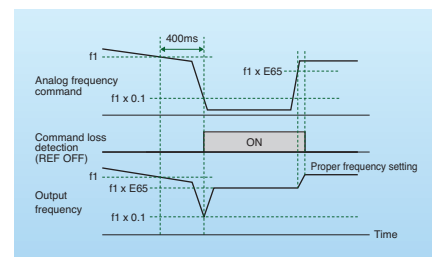 400ms
f1
f1 x E65
Analog frequency
command
f1 x 0.1
Command loss
detection
(REF OFF)
ON
Proper frequency setting
f1
f1 x E65
Output
frequency
f1 x 0.1
Time